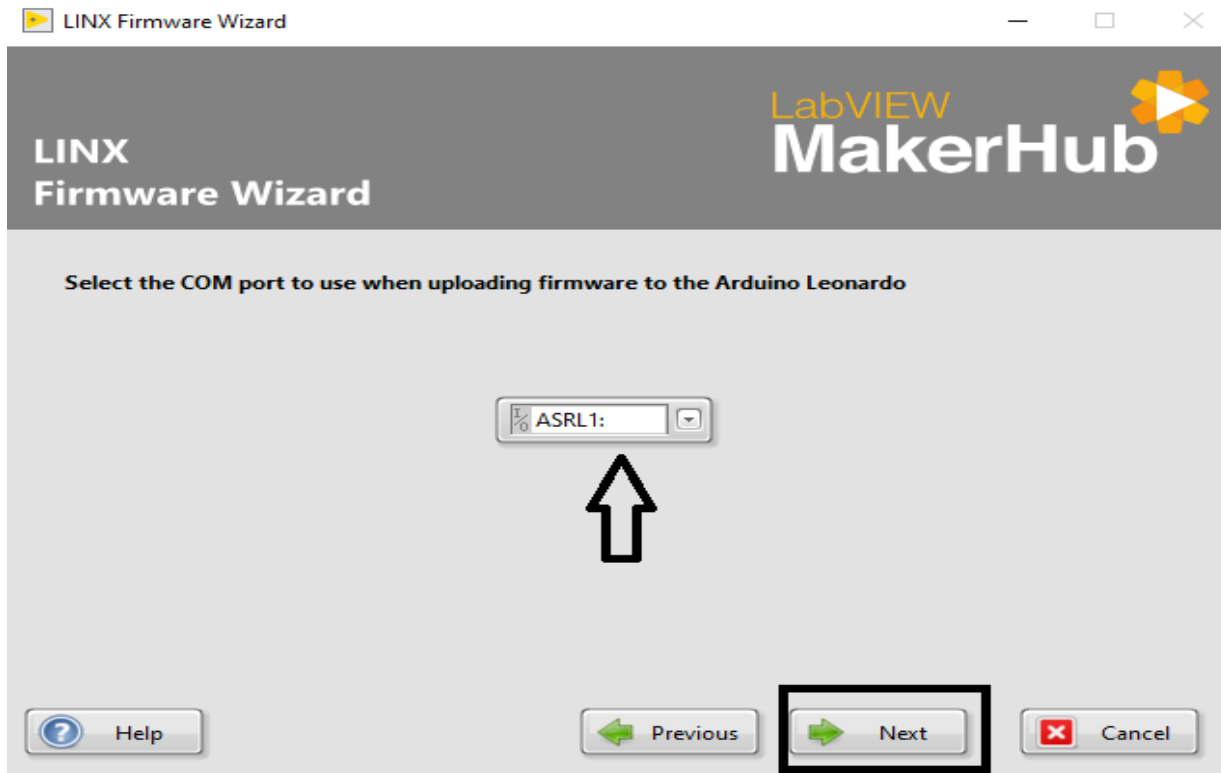 LINX Firmware Wizard
LabVIEW
MakerHub
LINX
Firmware Wizard
Select the COM port to use when uploading firmware to the Arduino Leonardo
I/O ASRL1:
Help
Previous
Next
Cancel